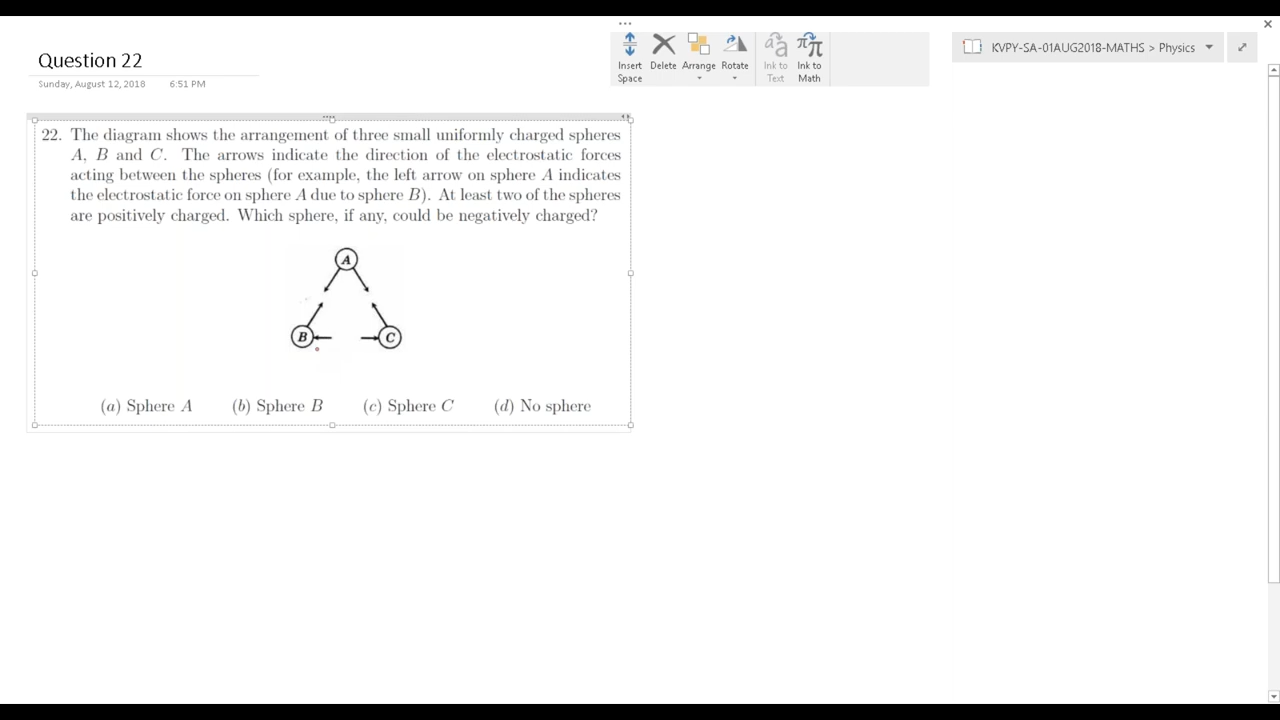 Question 22
Sunday, August 12, 2018 6:51 PM
Insert Space
Delete
Arrange
Rotate
Ink to Text
Ink to Math
KVPY-SA-01AUG2018-MATHS > Physics
22. The diagram shows the arrangement of three small uniformly charged spheres
A, B and C. The arrows indicate the direction of the electrostatic forces
acting between the spheres (for example, the left arrow on sphere A indicates
the electrostatic force on sphere A due to sphere B). At least two of the spheres
are positively charged. Which sphere, if any, could be negatively charged?
A
B C
(a) Sphere A (b) Sphere B (c) Sphere C (d) No sphere